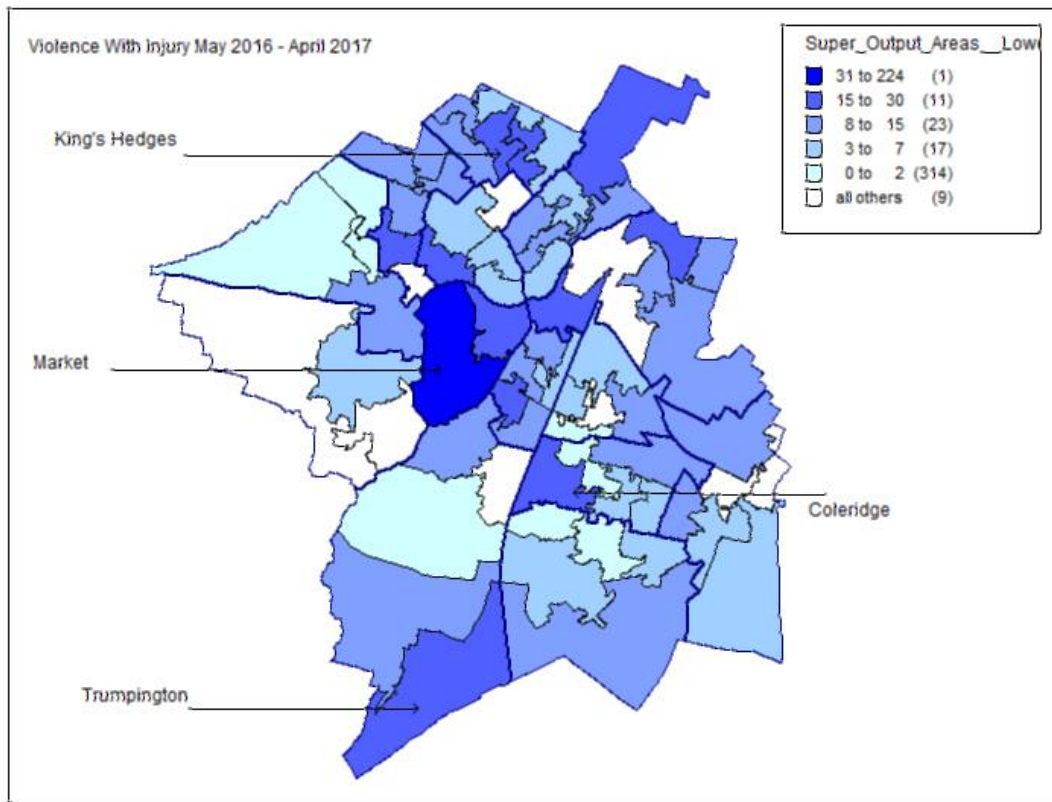 Violence With Injury May 2016 - April 2017
Super_Output_Areas__Low
31 to 224 (1)
15 to 30 (11)
8 to 15 (23)
3 to 7 (17)
0 to 2 (314)
all others (9)
King's Hedges
Market
Coleridge
Trumpington